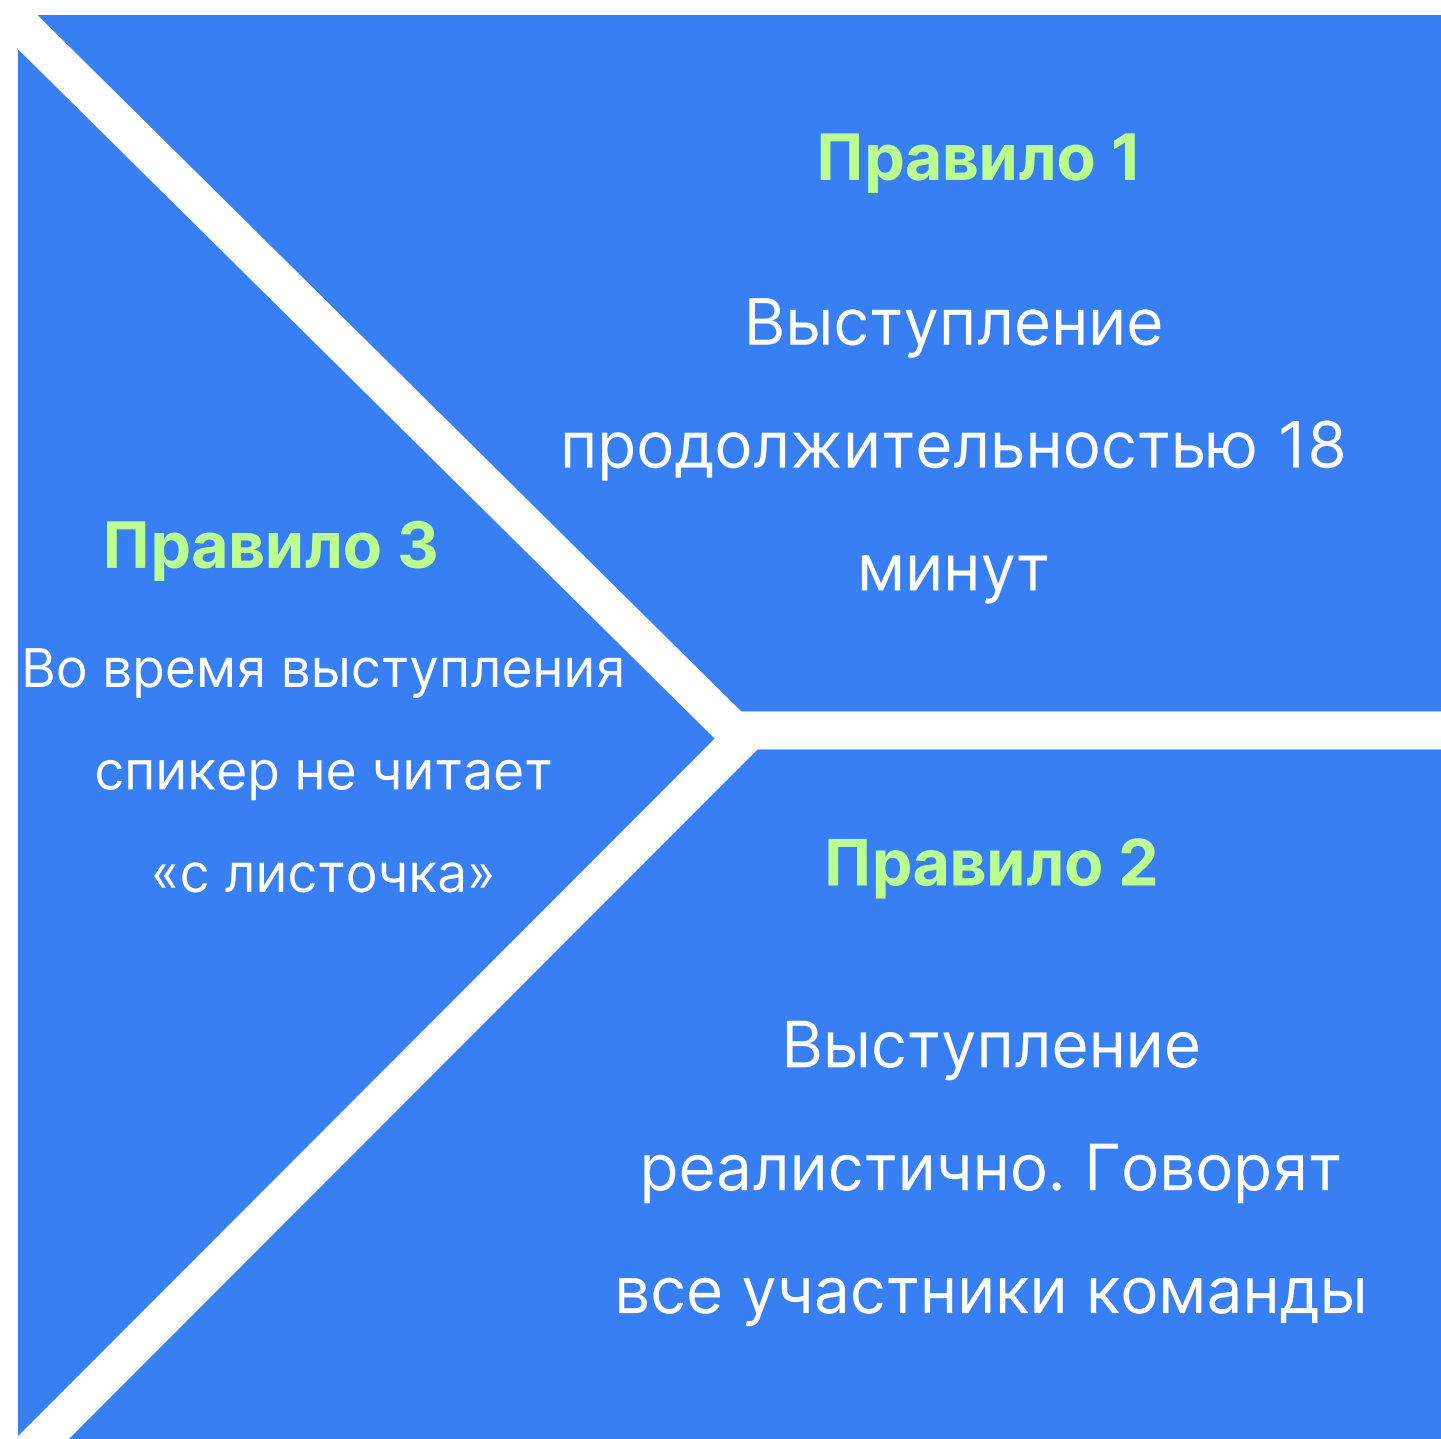 Правило 1
Выступление
продолжительностью 18
минут
Правило 2
Выступление
реалистично. Говорят
все участники команды
Правило 3
Во время выступления
спикер не читает
«с листочка»